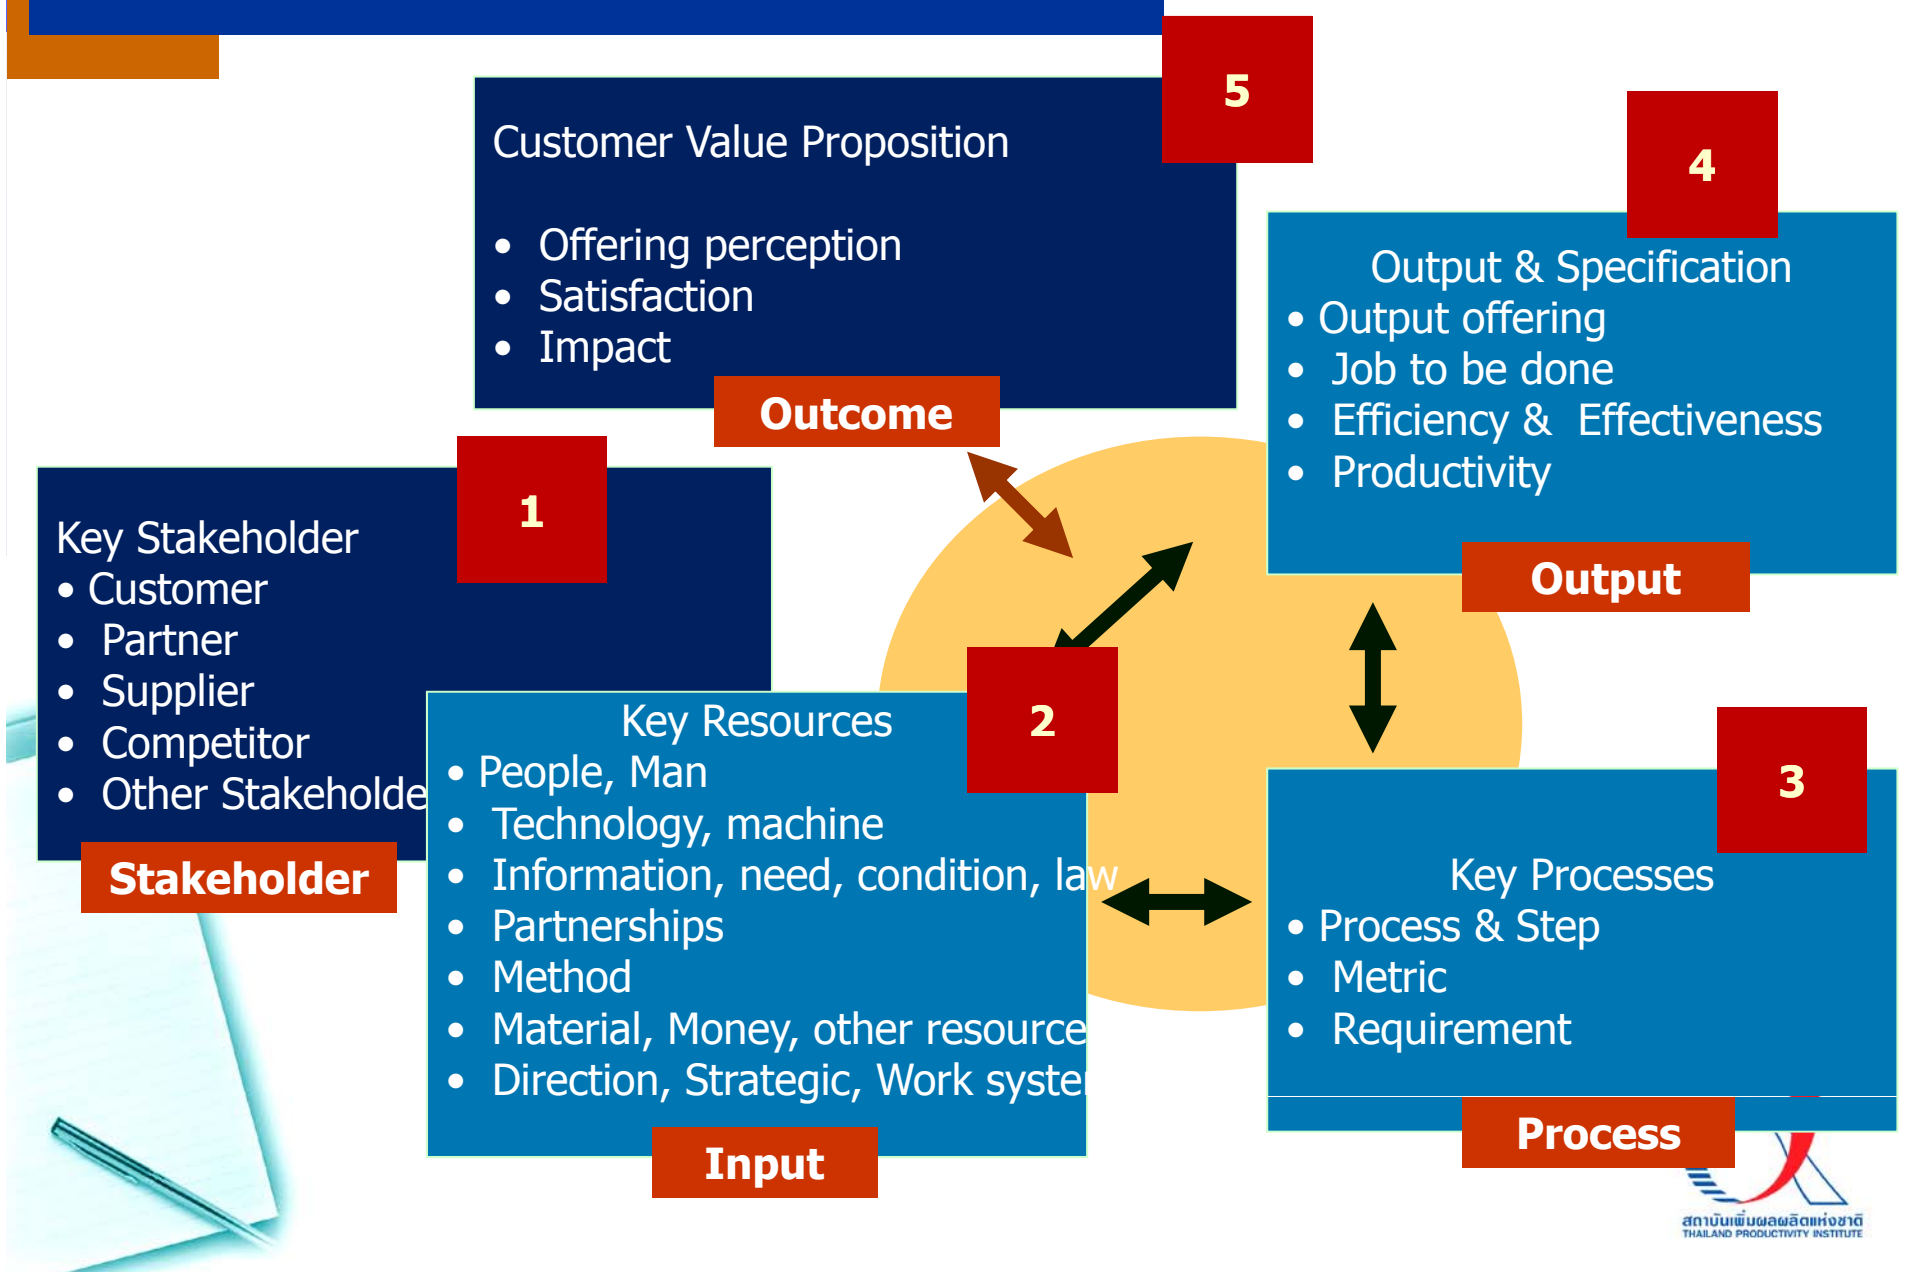 5
Customer Value Proposition
• Offering perception
• Satisfaction
• Impact
Outcome
4
Output & Specification
• Output offering
• Job to be done
• Efficiency & Effectiveness
• Productivity
Output
1
Key Stakeholder
• Customer
• Partner
• Supplier
• Competitor
• Other Stakeholde
Stakeholder
2
Key Resources
• People, Man
• Technology, machine
• Information, need, condition, law
• Partnerships
• Method
• Material, Money, other resource
• Direction, Strategic, Work syste
Input
3
Key Processes
• Process & Step
• Metric
• Requirement
Process
สถาบันเพิ่มผลผลิตแห่งชาติ
THAILAND PRODUCTIVITY INSTITUTE